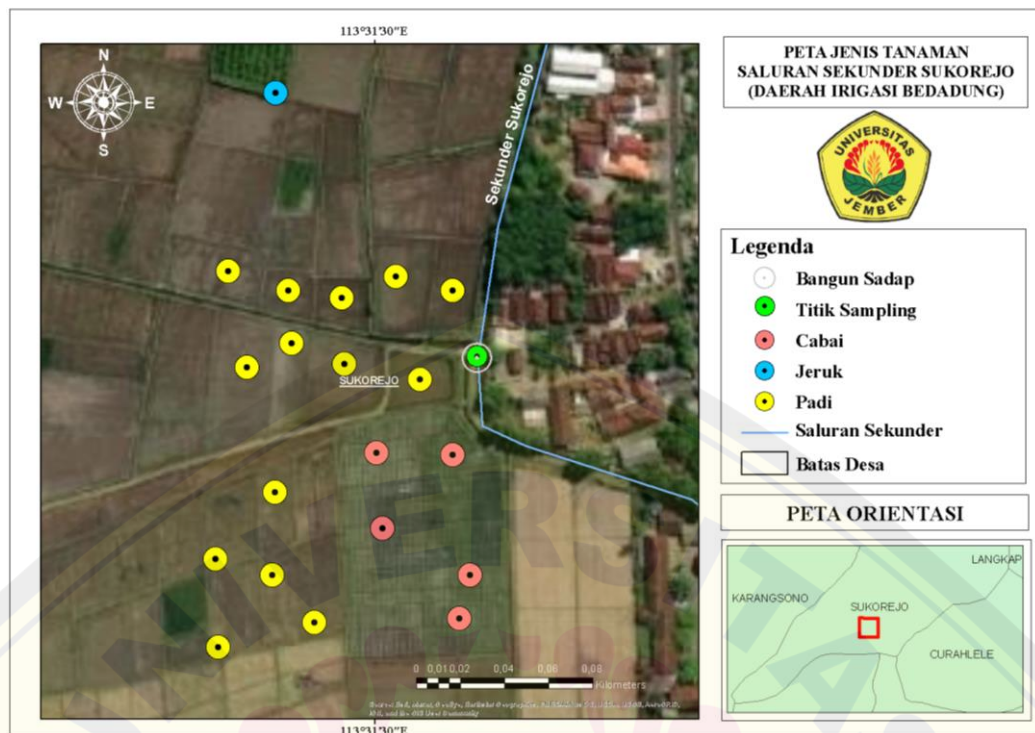 113°31'30"E
N
W
E
S
Sekunder Sukorejo
SUKOREJO
0 0,01 0,02 0,04 0,06 0,08
Kilometers
113°31'30"E
PETA JENIS TANAMAN
SALURAN SEKUNDER SUKOREJO
(DAERAH IRIGASI BEDADUNG)
UNIVERSITAS
JEMBER
Legenda
Bangun Sadap
Titik Sampling
Cabai
Jeruk
Padi
Saluran Sekunder
Batas Desa
PETA ORIENTASI
LANGKAP
KARANGSONO
SUKOREJO
CURAHLELE
UNIVERSITA